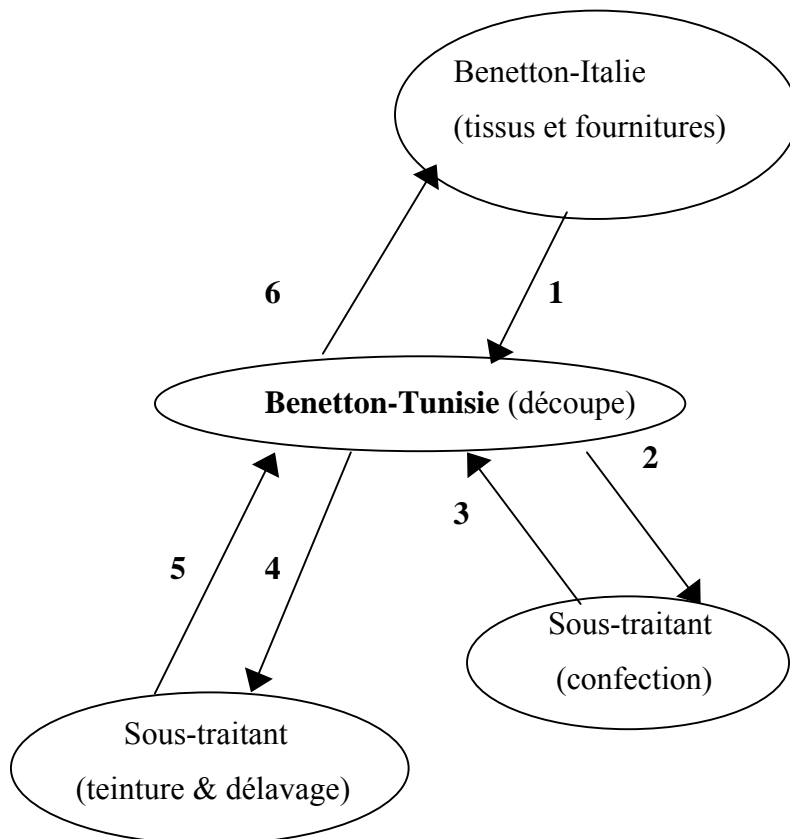 Benetton-Italie
(tissus et fournitures)
6
1
Benetton-Tunisie (découpe)
2
3
5
4
Sous-traitant
(confection)
Sous-traitant
(teinture & délavage)